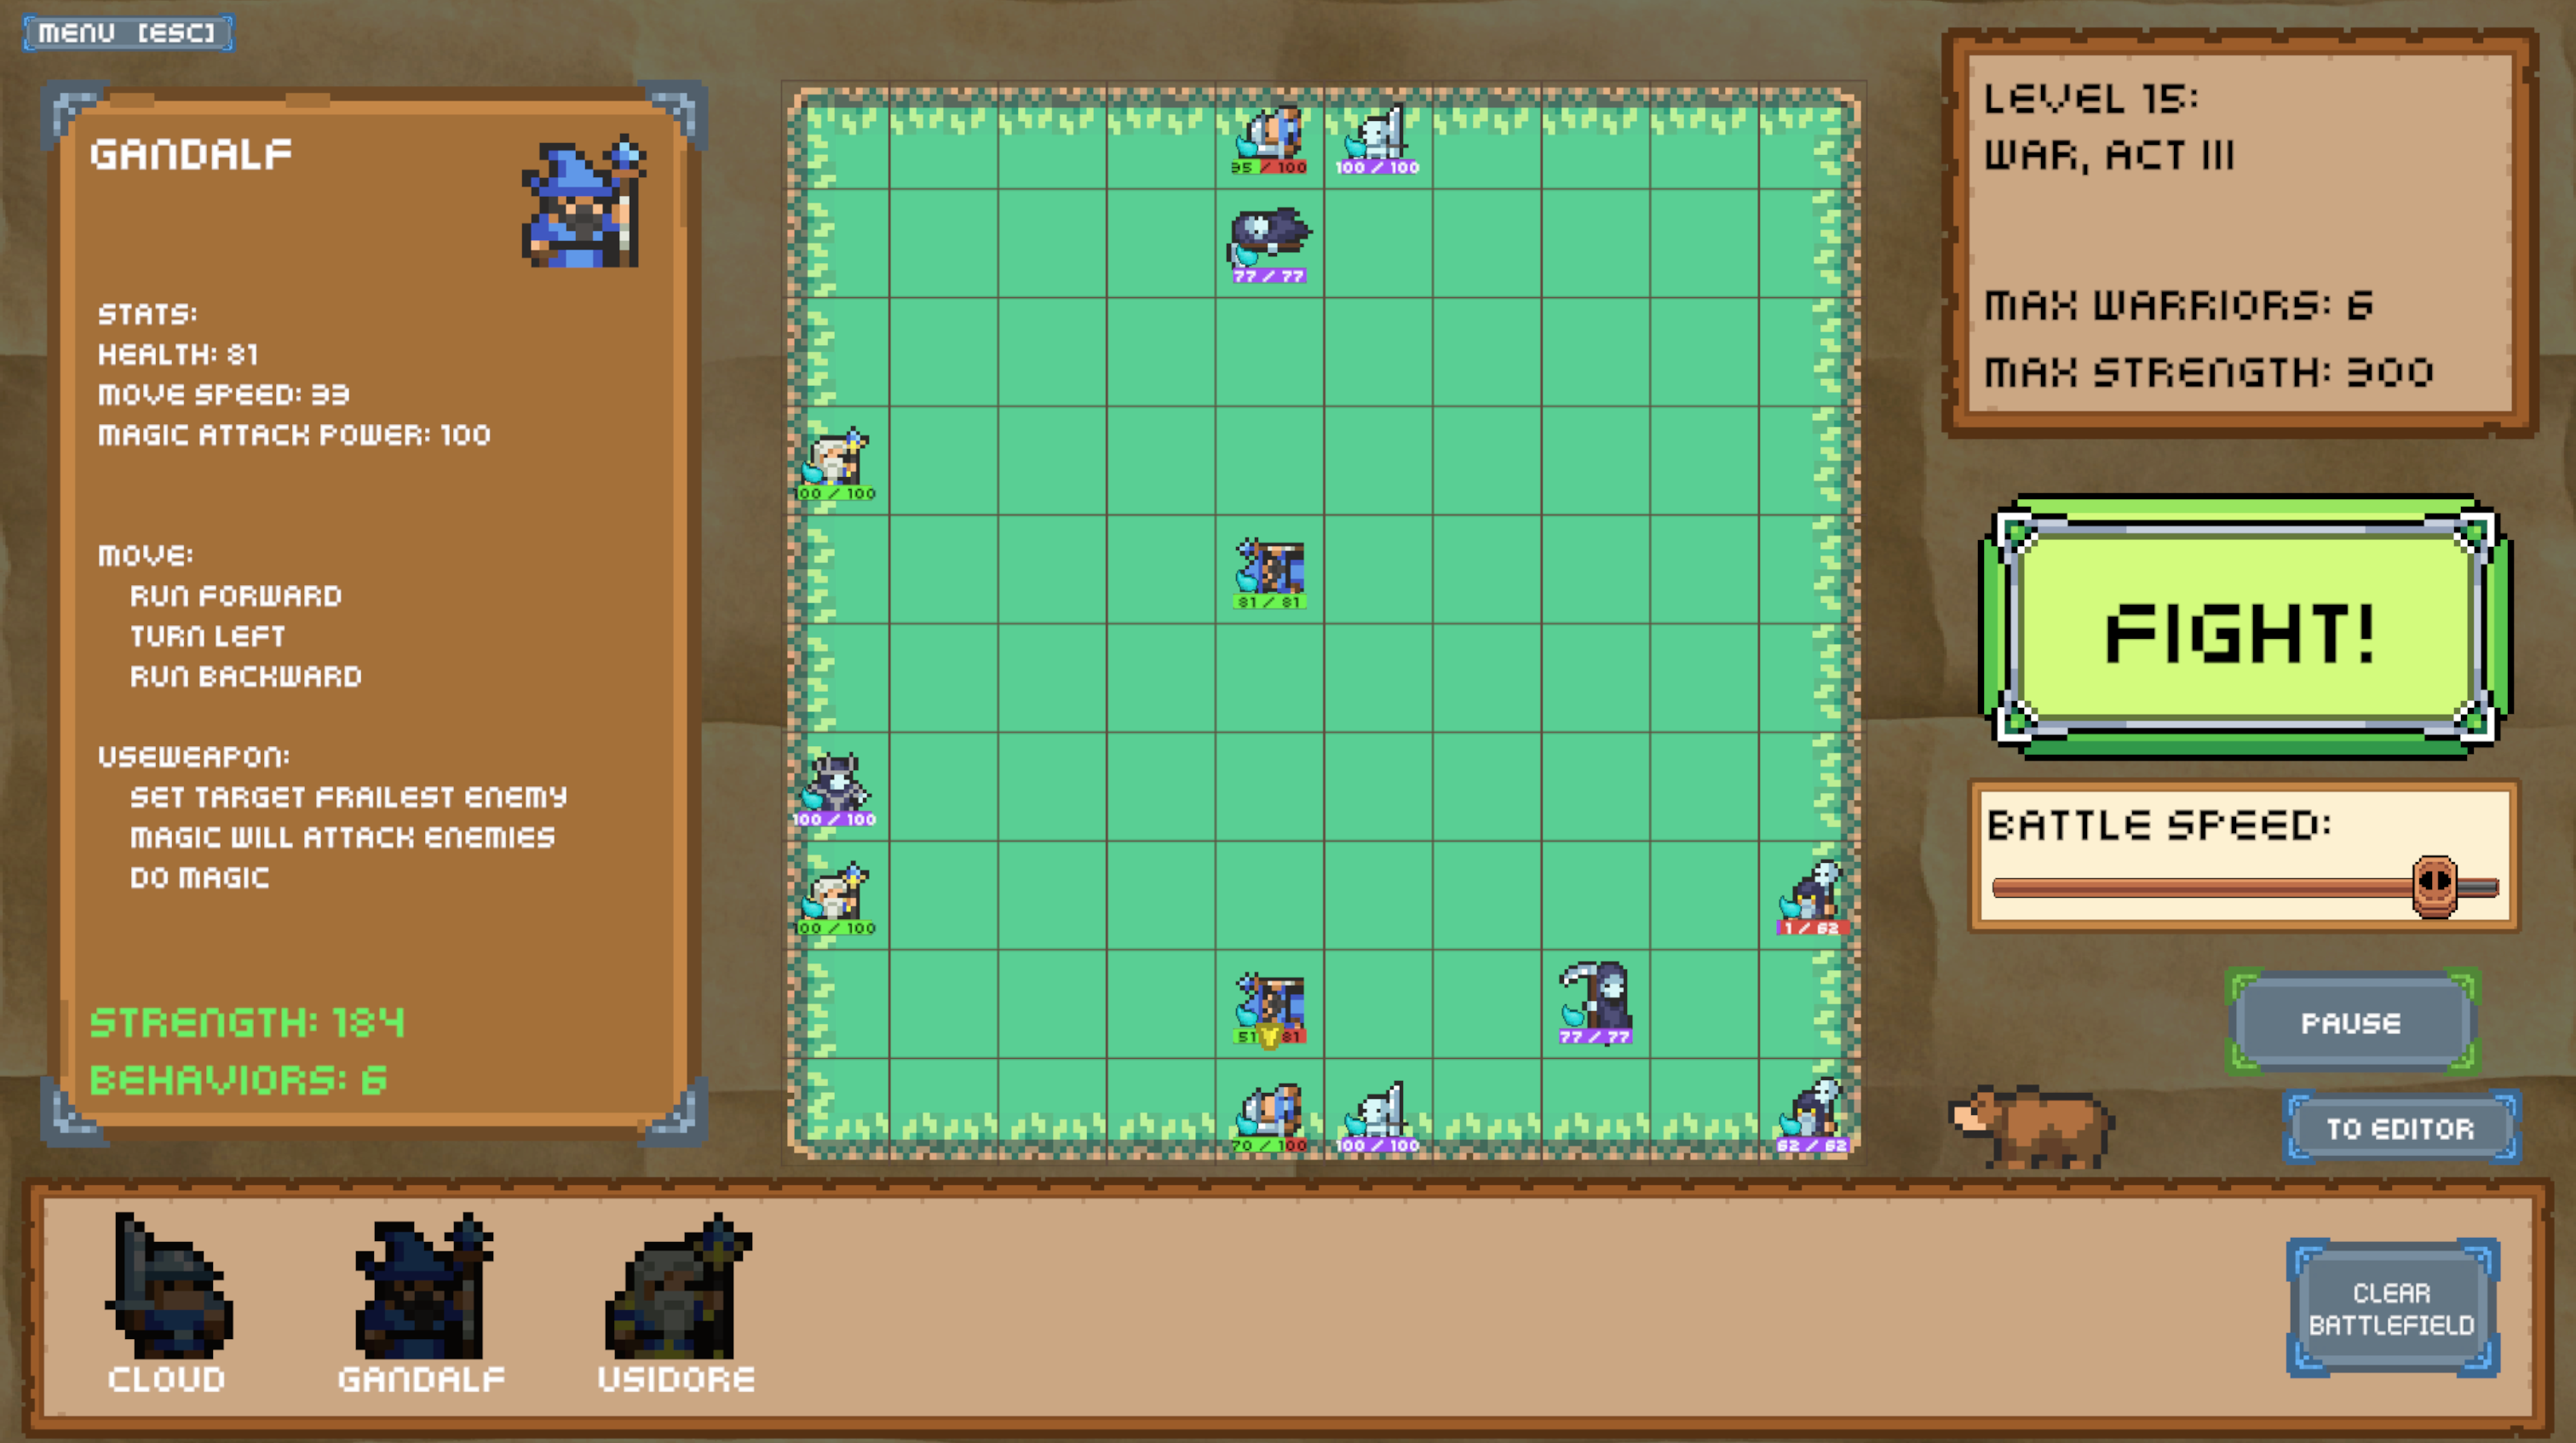 MENU [ESC]
GANDALF
STATS:
HEALTH: 81
MOVE SPEED: 39
MAGIC ATTACK POWER: 100
MOVE:
RUN FORWARD
TURN LEFT
RUN BACKWARD
USEWEAPON:
SET TARGET FRAILEST ENEMY
MAGIC WILL ATTACK ENEMIES
DO MAGIC
STRENGTH: 184
BEHAVIORS: 6
/ 100
100 / 100
77 / 77
00 / 100
81 / 81
100 / 100
00 / 100
1 / 62
51 81
77 / 77
70 / 100
100 / 100
62 / 62
LEVEL 15:
WAR, ACT III
MAX WARRIORS: 6
MAX STRENGTH: 300
FIGHT!
BATTLE SPEED:
PAUSE
TO EDITOR
CLOUD
GANDALF
USIDORE
CLEAR
BATTLEFIELD